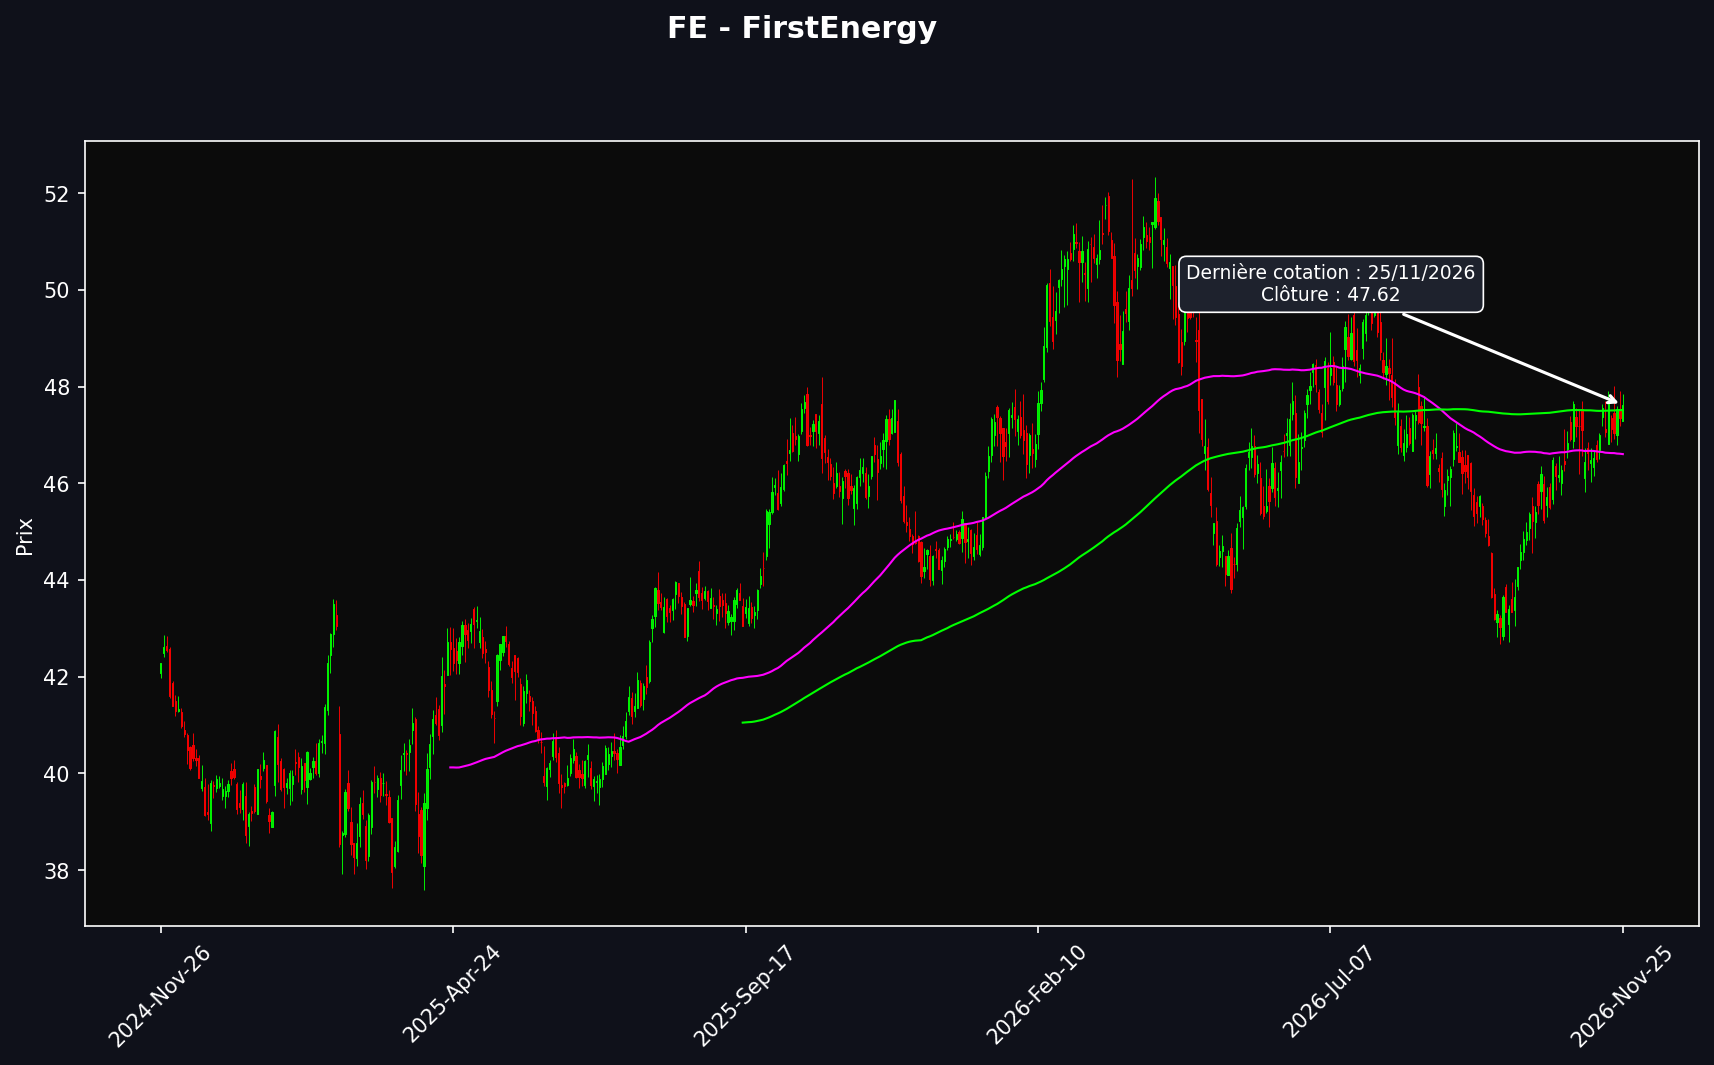 FE - FirstEnergy
Dernière cotation : 25/11/2026
Clôture : 47.62
Prix
52
50
48
46
44
42
40
38
2024-Nov-26
2025-Apr-24
2025-Sep-17
2026-Feb-10
2026-Jul-07
2026-Nov-25